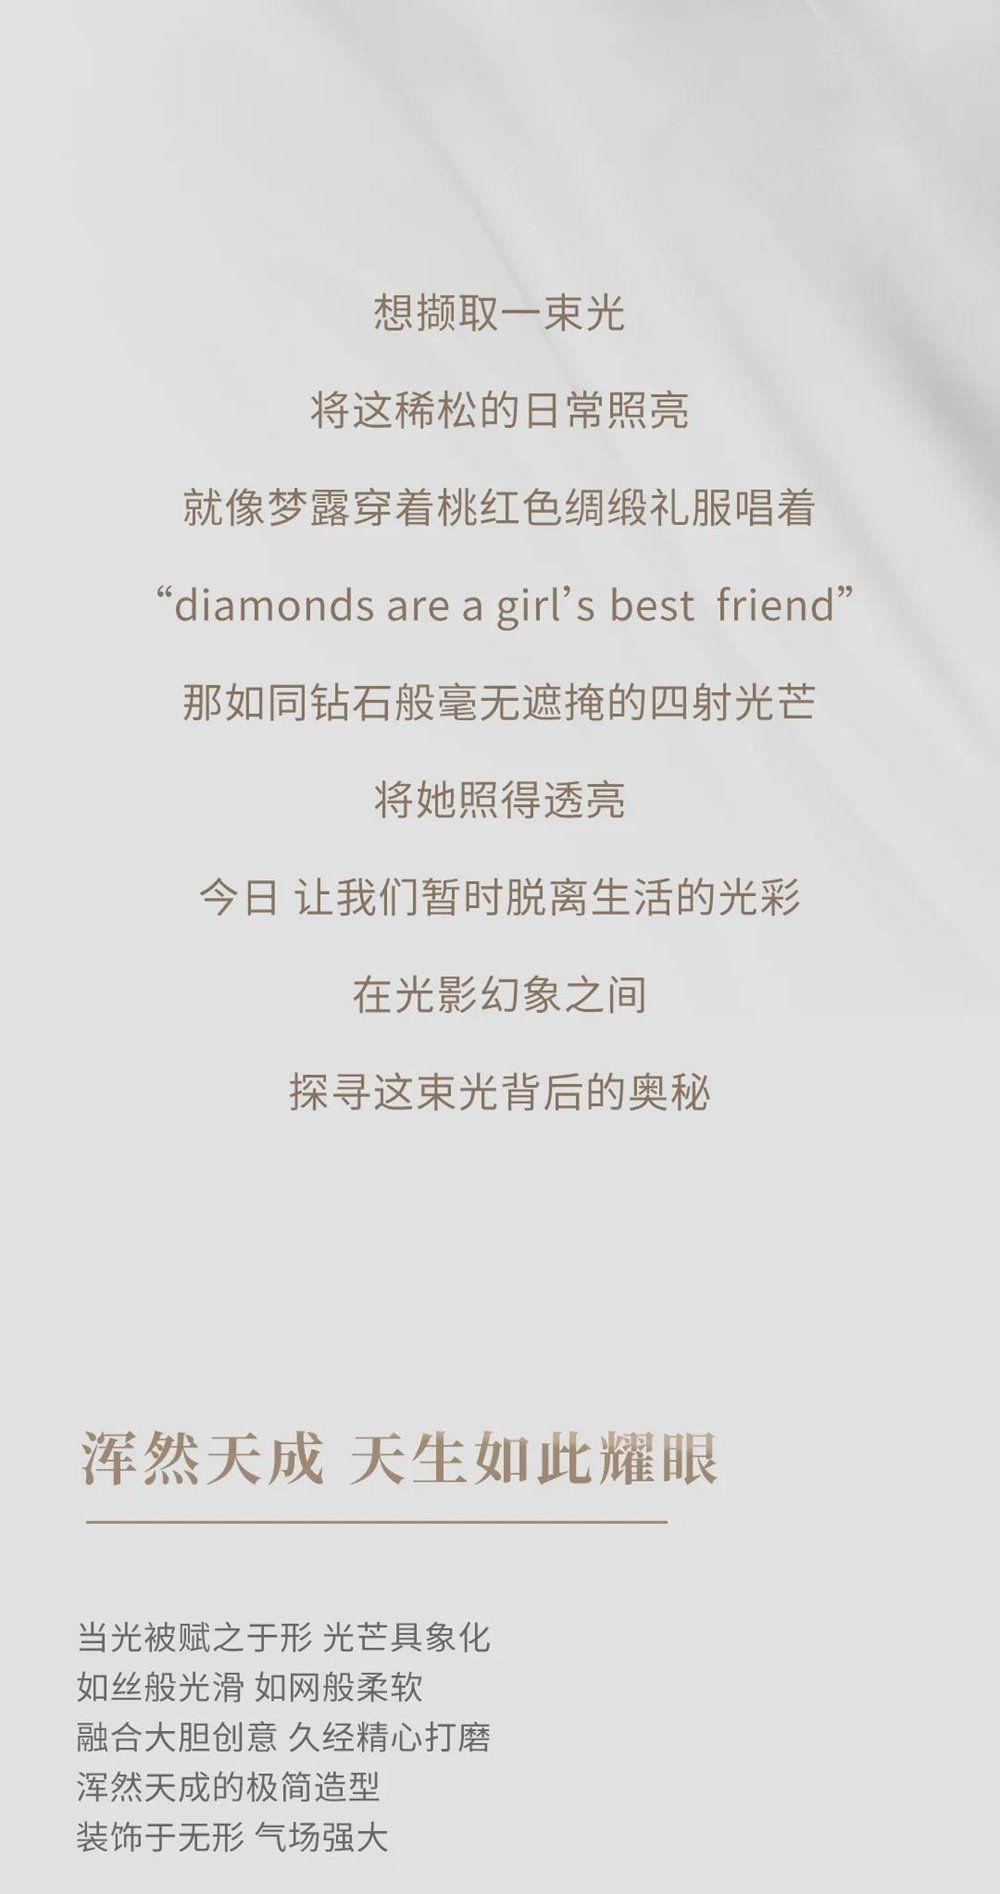 想撷取一束光
将这稀松的日常照亮
就像梦露穿着桃红色绸缎礼服唱着
“diamonds are a girl’s best friend”
那如同钻石般毫无遮掩的四射光芒
将她照得透亮
今日 让我们暂时脱离生活的光彩
在光影幻象之间
探寻这束光背后的奥秘
浑然天成 天生如此耀眼
当光被赋之于形 光芒具象化
如丝般光滑 如网般柔软
融合大胆创意 久经精心打磨
浑然天成的极简造型
装饰于无形 气场强大